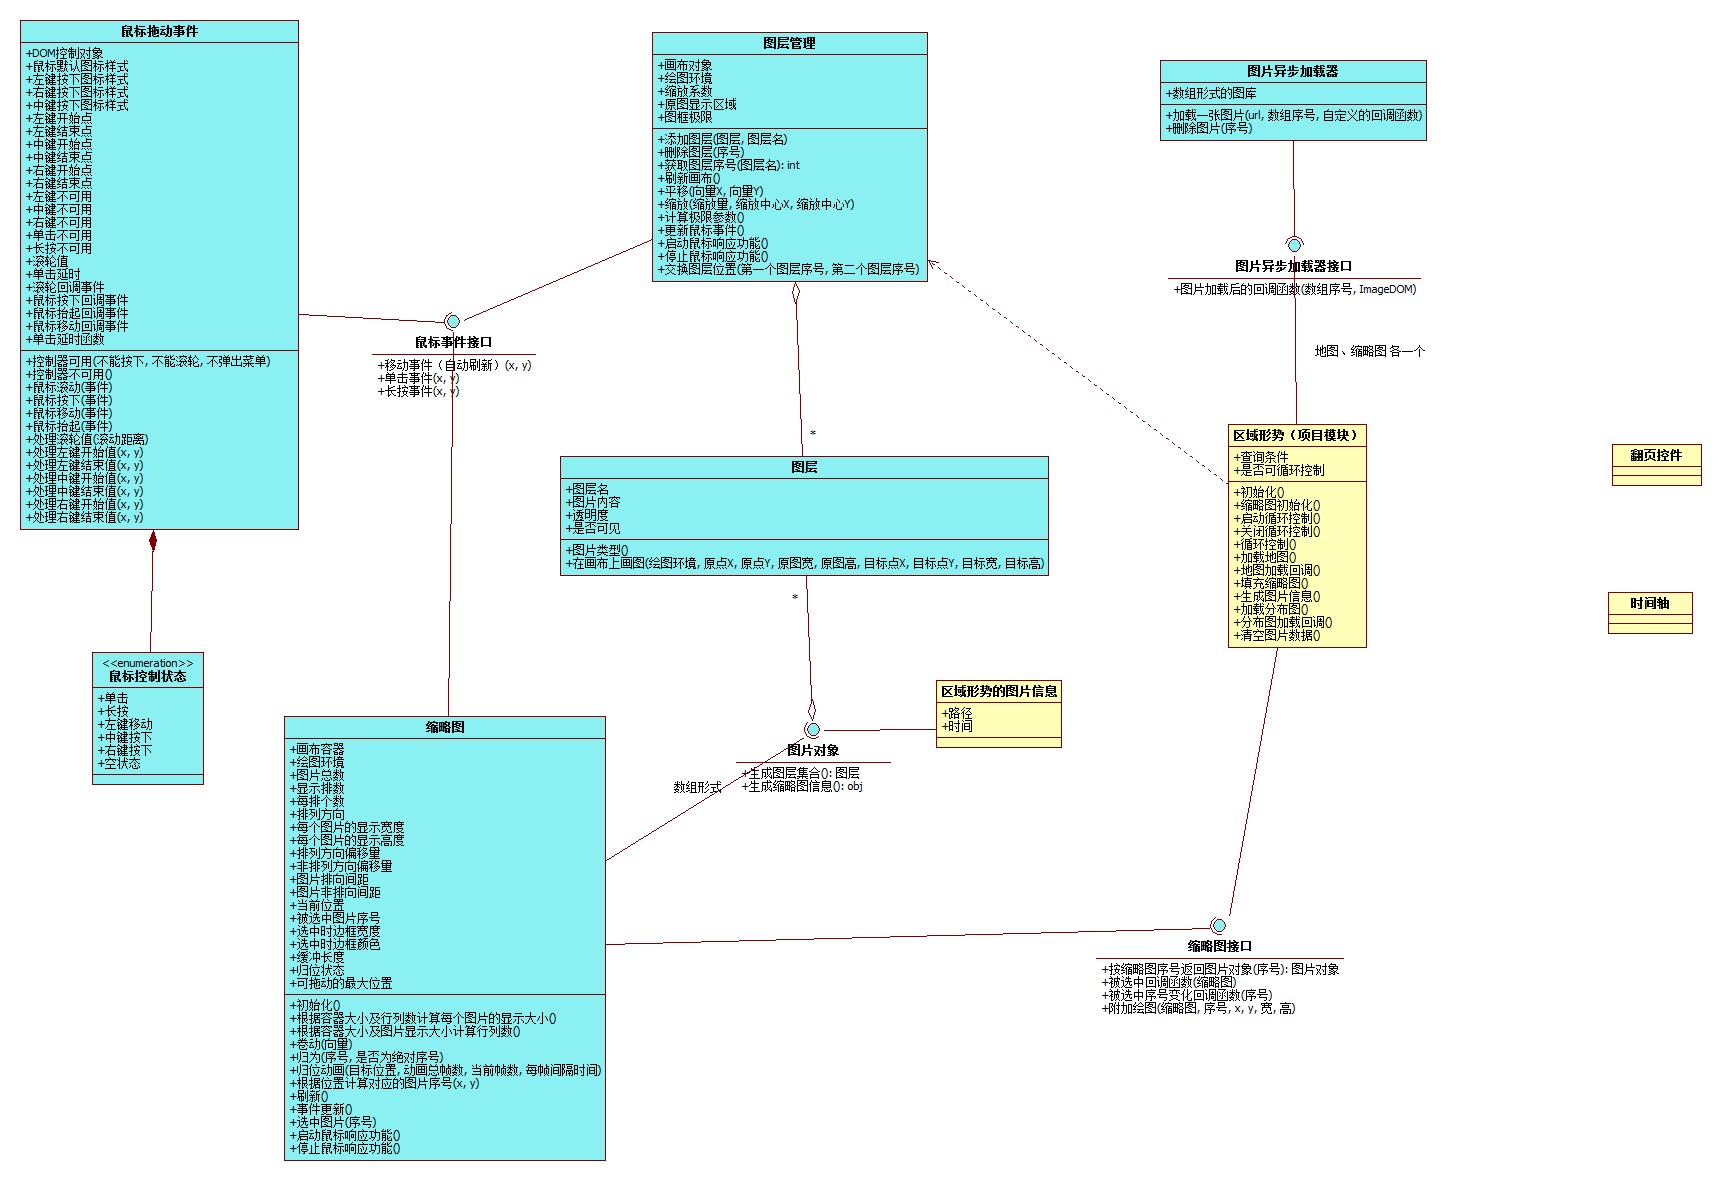 鼠标拖动事件
+DOM控制对象
+鼠标默认图标样式
+左键按下图标样式
+右键按下图标样式
+中键按下图标样式
+左键开始点
+左键结束点
+中键开始点
+中键结束点
+右键开始点
+右键结束点
+左键不可用
+中键不可用
+右键不可用
+单击不可用
+长按不可用
+滚轮值
+单击延时
+滚轮回调事件
+鼠标按下回调事件
+鼠标抬起回调事件
+鼠标移动回调事件
+单击延时函数
+控制器可用(不能按下, 不能滚轮, 不弹出菜单)
+控制器不可用()
+鼠标滚动(事件)
+鼠标按下(事件)
+鼠标移动(事件)
+鼠标抬起(事件)
+处理滚轮值(滚动距离)
+处理左键开始值(x, y)
+处理左键结束值(x, y)
+处理中键开始值(x, y)
+处理中键结束值(x, y)
+处理右键开始值(x, y)
+处理右键结束值(x, y)
<<enumeration>>
鼠标控制状态
+单击
+长按
+左键移动
+中键按下
+右键按下
+空状态
鼠标事件接口
+移动事件（自动刷新）(x, y)
+单击事件(x, y)
+长按事件(x, y)
图层管理
+画布对象
+绘图环境
+缩放系数
+原图显示区域
+图框极限
+添加图层(图层, 图层名)
+删除图层(序号)
+获取图层序号(图层名): int
+刷新画布()
+平移(向量X, 向量Y)
+缩放(缩放量, 缩放中心X, 缩放中心Y)
+计算极限参数()
+更新鼠标事件()
+启动鼠标响应功能()
+停止鼠标响应功能()
+交换图层位置(第一个图层序号, 第二个图层序号)
*
图层
+图层名
+图片内容
+透明度
+是否可见
+图片类型()
+在画布上画图(绘图环境, 原点X, 原点Y, 原图宽, 原图高, 目标点X, 目标点Y, 目标宽, 目标高)
*
图片对象
+生成图层集合(): 图层
+生成缩略图信息(): obj
数组形式
区域形势的图片信息
+路径
+时间
缩略图
+画布容器
+绘图环境
+图片总数
+显示排数
+每排个数
+排列方向
+每个图片的显示宽度
+每个图片的显示高度
+排列方向偏移量
+非排列方向偏移量
+图片排向间距
+图片非排向间距
+当前位置
+被选中图片序号
+选中时边框宽度
+选中时边框颜色
+缓冲长度
+归位状态
+可拖动的最大位置
+初始化()
+根据容器大小及行列数计算每个图片的显示大小()
+根据容器大小及图片显示大小计算行列数()
+卷动(向量)
+归为(序号, 是否为绝对序号)
+归位动画(目标位置, 动画总帧数, 当前帧数, 每帧间隔时间)
+根据位置计算对应的图片序号(x, y)
+刷新()
+事件更新()
+选中图片(序号)
+启动鼠标响应功能()
+停止鼠标响应功能()
图片异步加载器
+数组形式的图库
+加载一张图片(url, 数组序号, 自定义的回调函数)
+删除图片(序号)
图片异步加载器接口
+图片加载后的回调函数(数组序号, ImageDOM)
地图、缩略图 各一个
区域形势（项目模块）
+查询条件
+是否可循环控制
+初始化()
+缩略图初始化()
+启动循环控制()
+关闭循环控制()
+循环控制()
+加载地图()
+地图加载回调()
+填充缩略图()
+生成图片信息()
+加载分布图()
+分布图加载回调()
+清空图片数据()
缩略图接口
+按缩略图序号返回图片对象(序号): 图片对象
+被选中回调函数(缩略图)
+被选中序号变化回调函数(序号)
+附加绘图(缩略图, 序号, x, y, 宽, 高)
翻页控件
时间轴